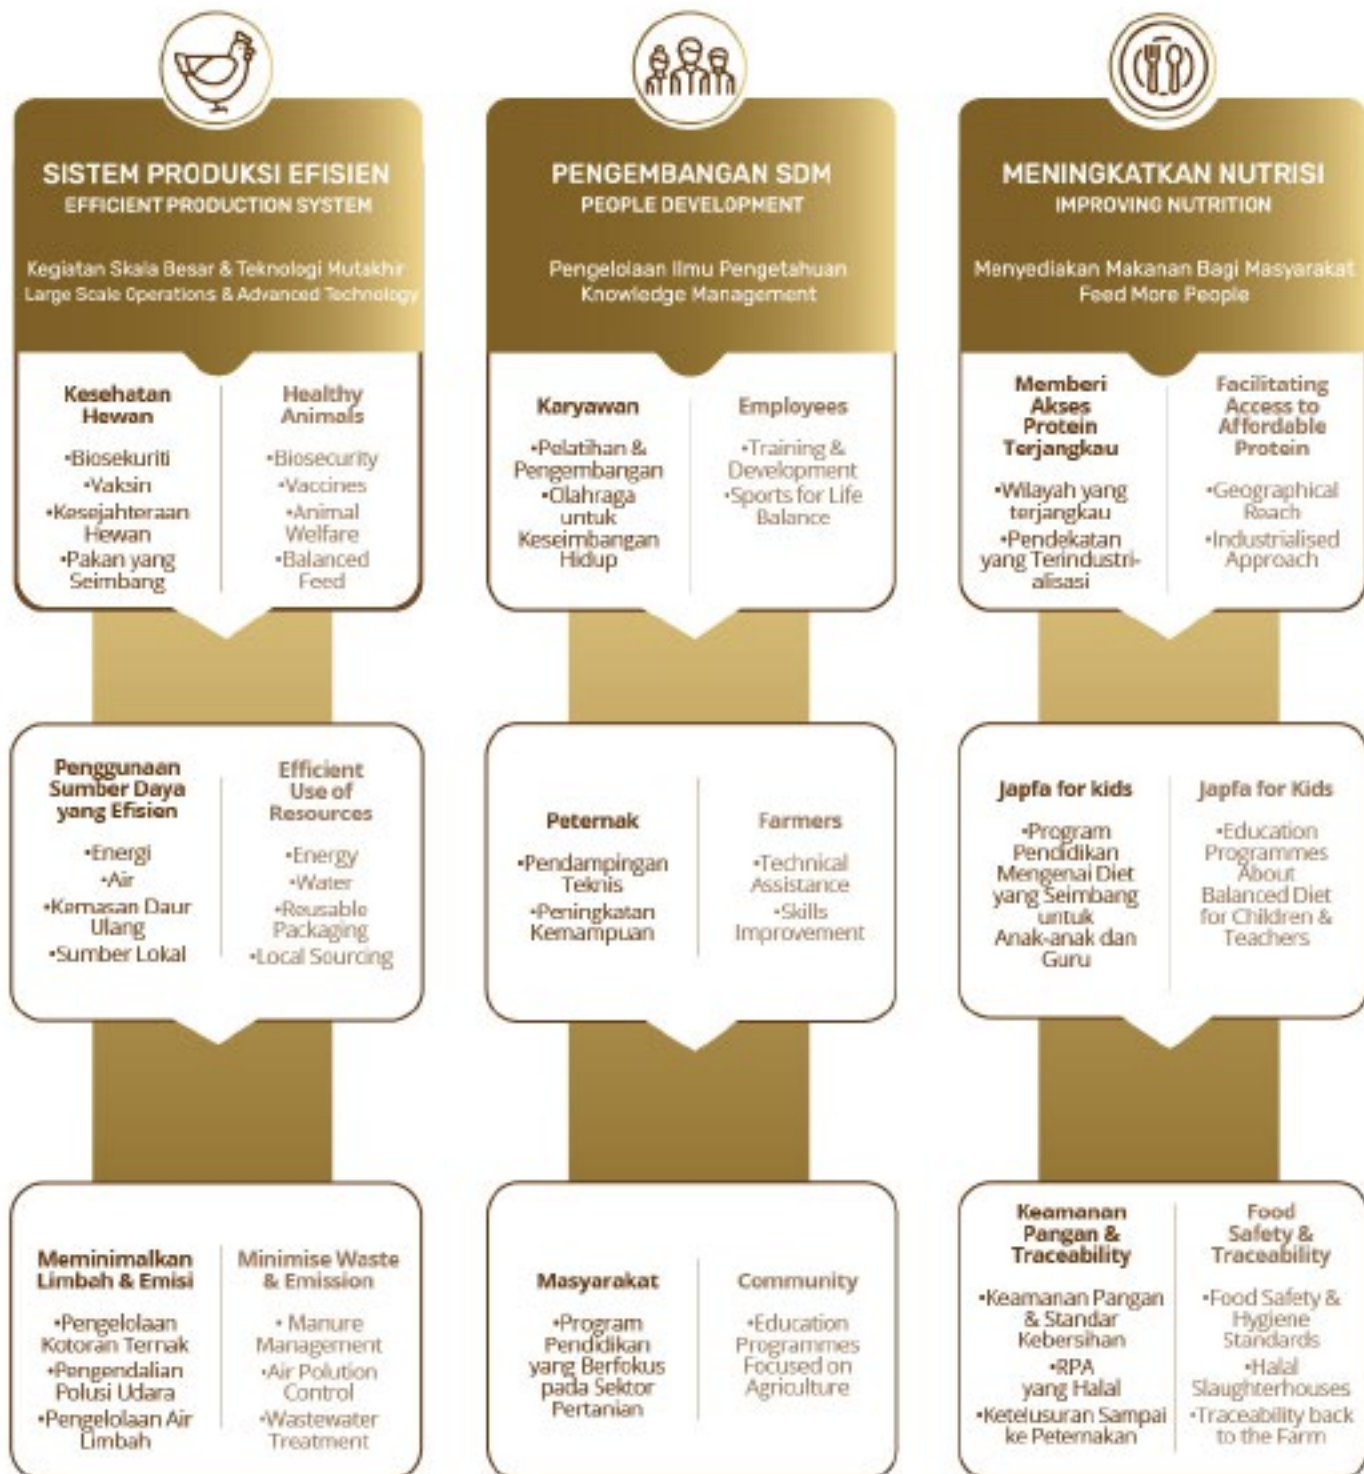 SISTEM PRODUKSI EFISIEN
EFFICIENT PRODUCTION SYSTEM
Kegiatan Skala Besar & Teknologi Mutakhir
Large Scale Operations & Advanced Technology
Kesehatan
Hewan
•Biosekuriti
•Vaksin
•Kesejahteraan
Hewan
•Pakan yang
Seimbang
Healthy
Animals
•Biosecurity
•Vaccines
•Animal
Welfare
•Balanced
Feed
Penggunaan
Sumber Daya
yang Efisien
•Energi
•Air
•Kemasan Daur
Ulang
•Sumber Lokal
Efficient
Use of
Resources
•Energy
•Water
•Reusable
Packaging
•Local Sourcing
Meminimalkan
Limbah & Emisi
•Pengelolaan
Kotoran Ternak
•Pengendalian
Polusi Udara
•Pengelolaan Air
Limbah
Minimise Waste
& Emission
• Manure
Management
•Air Polution
Control
•Wastewater
Treatment
PENGEMBANGAN SDM
PEOPLE DEVELOPMENT
Pengelolaan Ilmu Pengetahuan
Knowledge Management
Karyawan
•Pelatihan &
Pengembangan
•Olahraga
untuk
Keseimbangan
Hidup
Employees
•Training &
Development
•Sports for Life
Balance
Peternak
•Pendampingan
Teknis
•Peningkatan
Kemampuan
Farmers
•Technical
Assistance
•Skills
Improvement
Masyarakat
•Program
Pendidikan
yang Berfokus
pada Sektor
Pertanian
Community
•Education
Programmes
Focused on
Agriculture
MENINGKATKAN NUTRISI
IMPROVING NUTRITION
Menyediakan Makanan Bagi Masyarakat
Feed More People
Memberi
Akses
Protein
Terjangkau
•Wilayah yang
terjangkau
•Pendekatan
yang Terindustri-
alisasi
Facilitating
Access to
Affordable
Protein
•Geographical
Reach
•Industrialised
Approach
Japfa for kids
•Program
Pendidikan
Mengenai Diet
yang Seimbang
untuk
Anak-anak dan
Guru
Japfa for Kids
•Education
Programmes
About
Balanced Diet
for Children &
Teachers
Keamanan
Pangan &
Traceability
•Keamanan Pangan
& Standar
Kebersihan
•RPA
yang Halal
•Ketelusuran Sampai
ke Peternakan
Food
Safety &
Traceability
•Food Safety &
Hygiene
Standards
•Halal
Slaughterhouses
•Traceability back
to the Farm